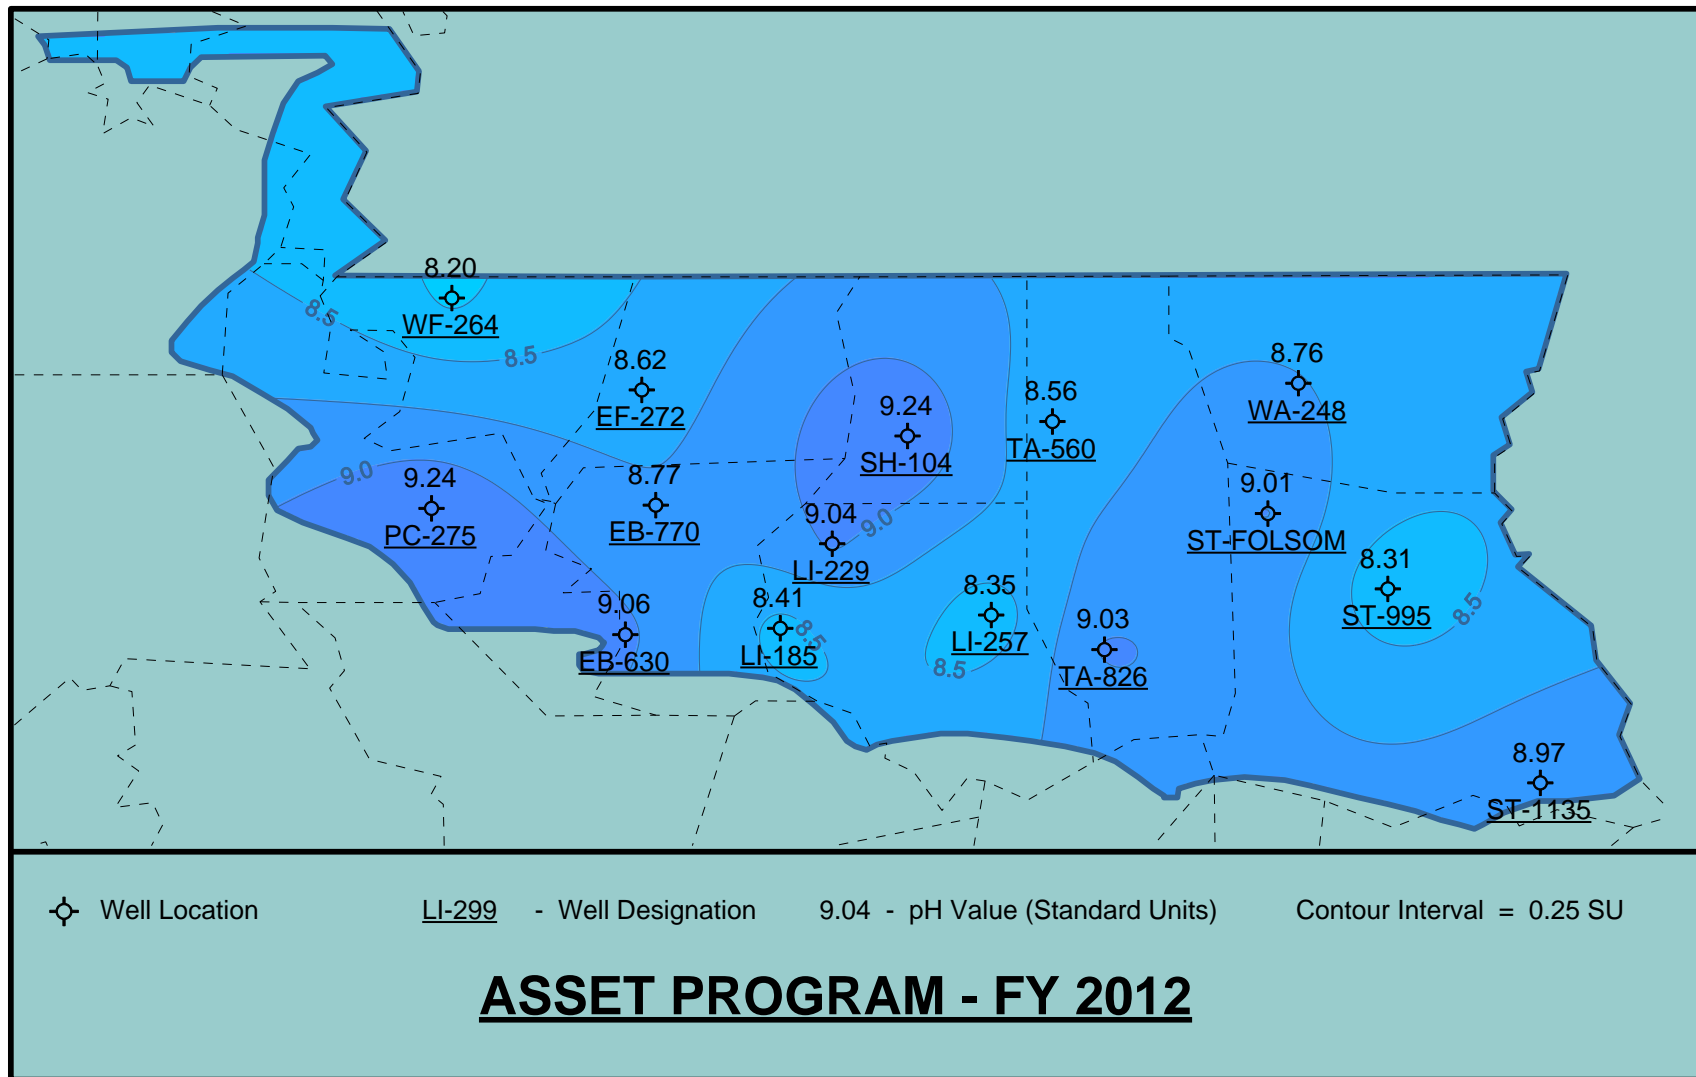 8.20
WF-264
8.5
8.5
8.62
EF-272
8.76
WA-248
8.56
TA-560
9.24
SH-104
9.0
9.24
PC-275
8.77
EB-770
9.01
ST-FOLSOM
9.04
LI-229
9.0
8.31
ST-995
8.5
8.41
LI-185
8.5
8.35
LI-257
8.5
9.06
EB-630
9.03
TA-826
8.97
ST-1135
Well Location LI-299 - Well Designation 9.04 - pH Value (Standard Units) Contour Interval = 0.25 SU
ASSET PROGRAM - FY 2012